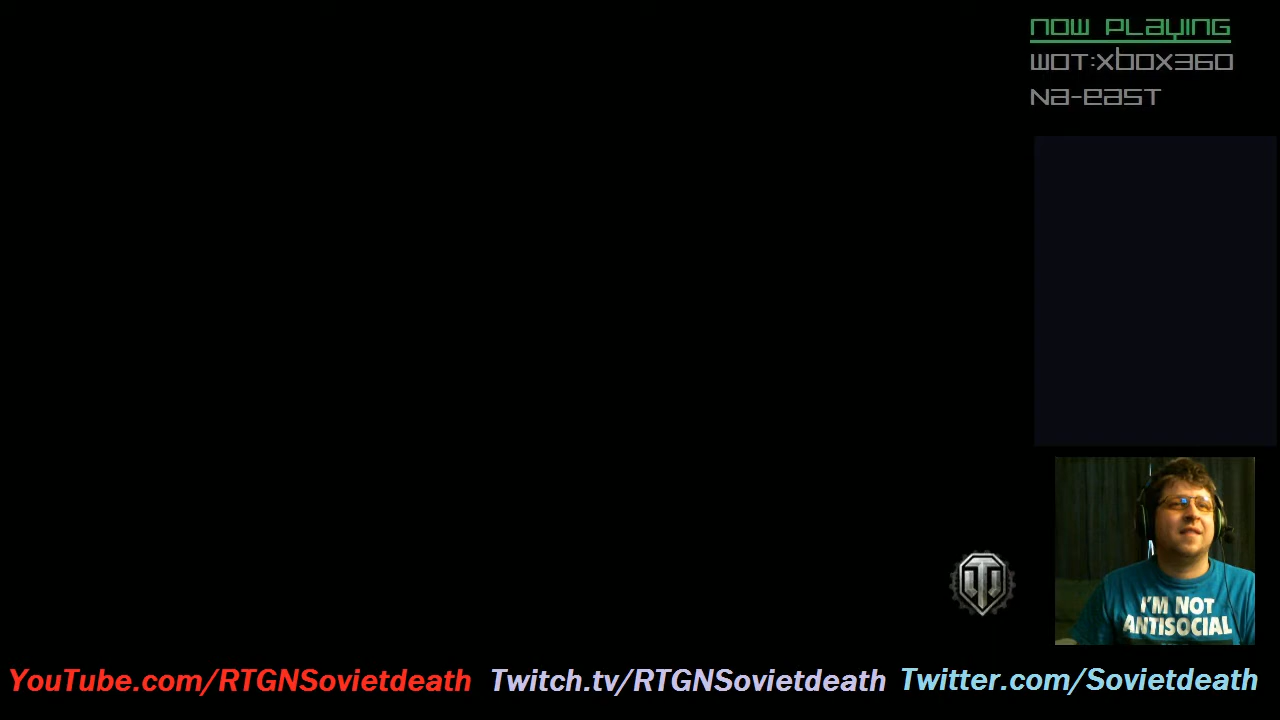 NOW PLAYING
WOT:XBOX360
NA-EAST
I'M NOT
ANTISOCIAL
YouTube.com/RTGNSovietdeath Twitch.tv/RTGNSovietdeath Twitter.com/Sovietdeath